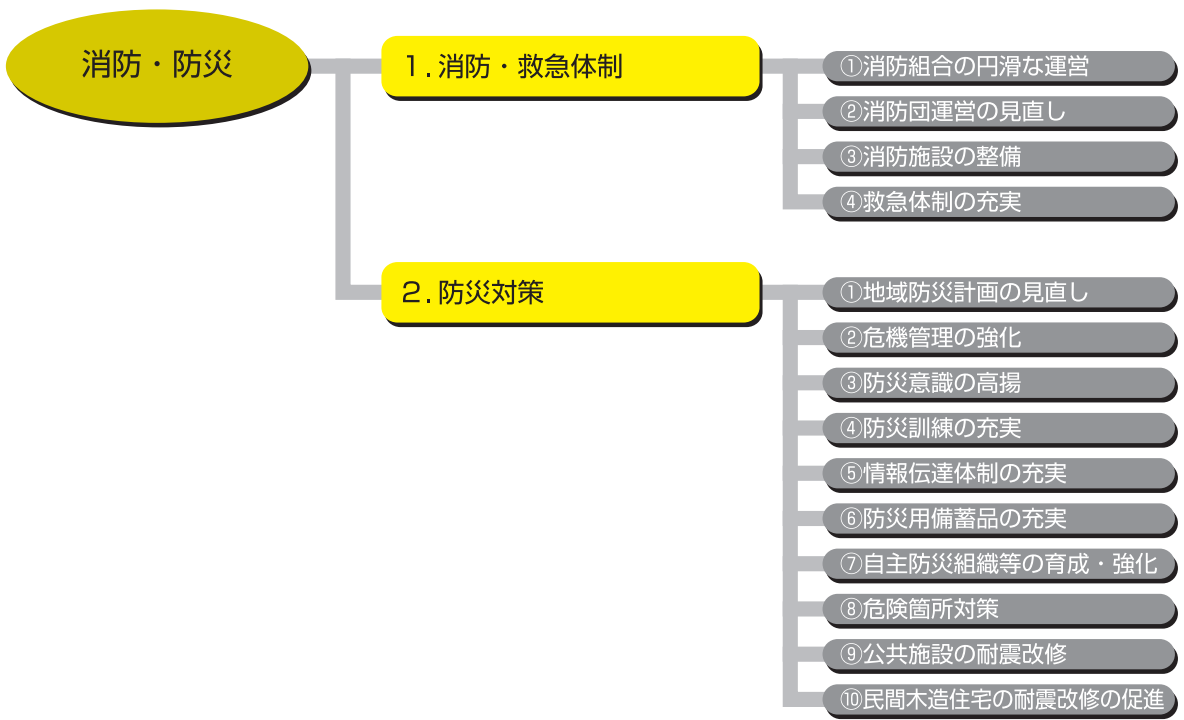 消防・防災
１.消防・救急体制
①消防組合の円滑な運営
②消防団運営の見直し
③消防施設の整備
④救急体制の充実
２.防災対策
①地域防災計画の見直し
②危機管理の強化
③防災意識の高揚
④防災訓練の充実
⑤情報伝達体制の充実
⑥防災用備蓄品の充実
⑦自主防災組織等の育成・強化
⑧危険箇所対策
⑨公共施設の耐震改修
⑩民間木造住宅の耐震改修の促進